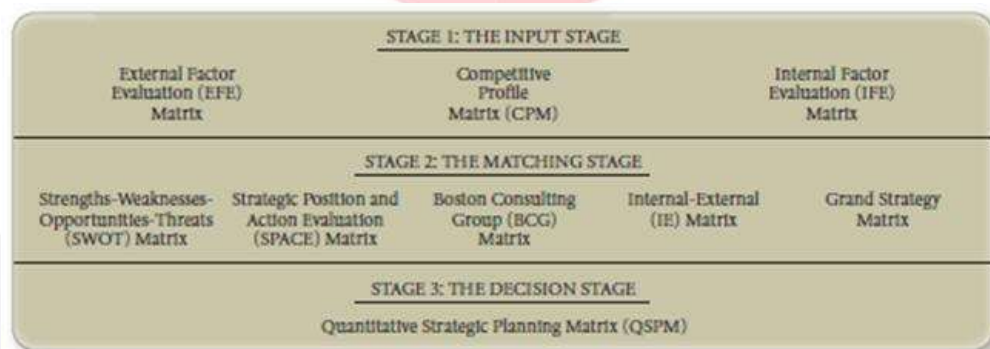 STAGE 1: THE INPUT STAGE
External Factor
Evaluation (EFE)
Matrix
Competitive
Profile
Matrix (CPM)
Internal Factor
Evaluation (IFE)
Matrix
STAGE 2: THE MATCHING STAGE
Strengths-Weaknesses-
Opportunities-Threats
(SWOT) Matrix
Strategic Position and
Action Evaluation
(SPACE) Matrix
Boston Consulting
Group (BCG)
Matrix
Internal-External
(IE) Matrix
Grand Strategy
Matrix
STAGE 3: THE DECISION STAGE
Quantitative Strategic Planning Matrix (QSPM)